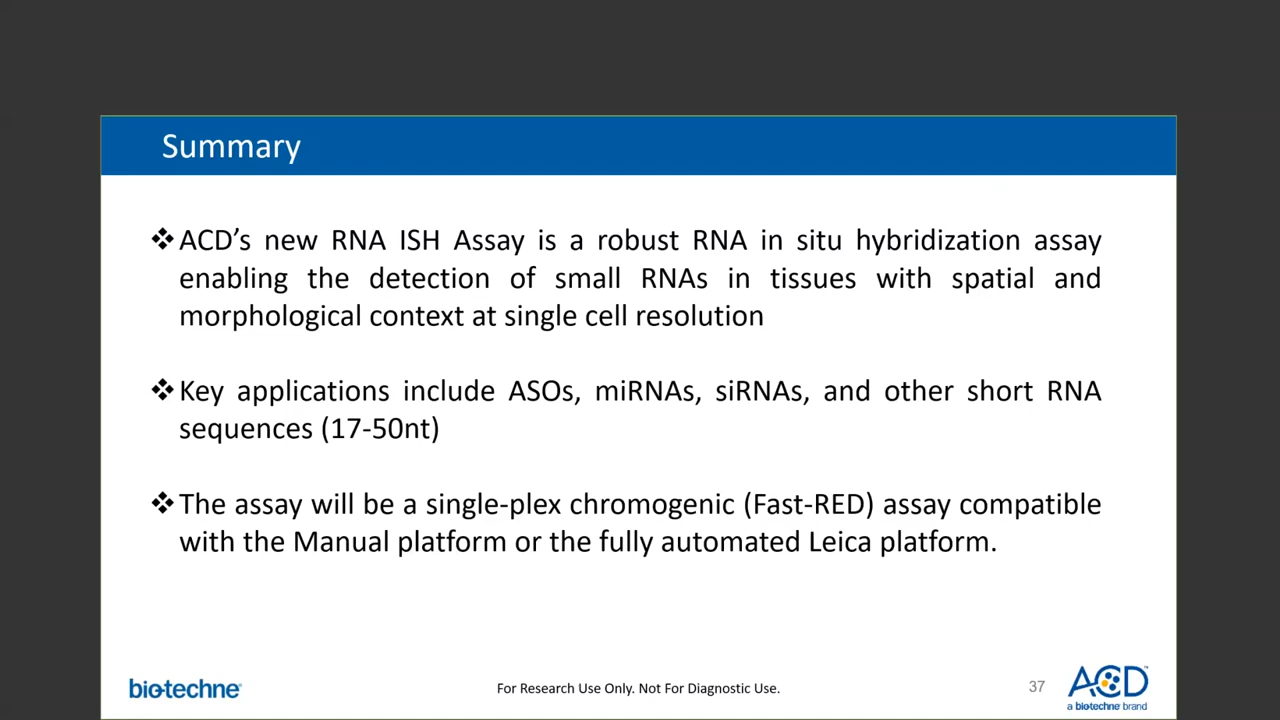 Summary
❖ACD’s new RNA ISH Assay is a robust RNA in situ hybridization assay
enabling the detection of small RNAs in tissues with spatial and
morphological context at single cell resolution
❖Key applications include ASOs, miRNAs, siRNAs, and other short RNA
sequences (17-50nt)
❖The assay will be a single-plex chromogenic (Fast-RED) assay compatible
with the Manual platform or the fully automated Leica platform.
bio-techne®
For Research Use Only. Not For Diagnostic Use.
37
ACD™
a bio-techne® brand